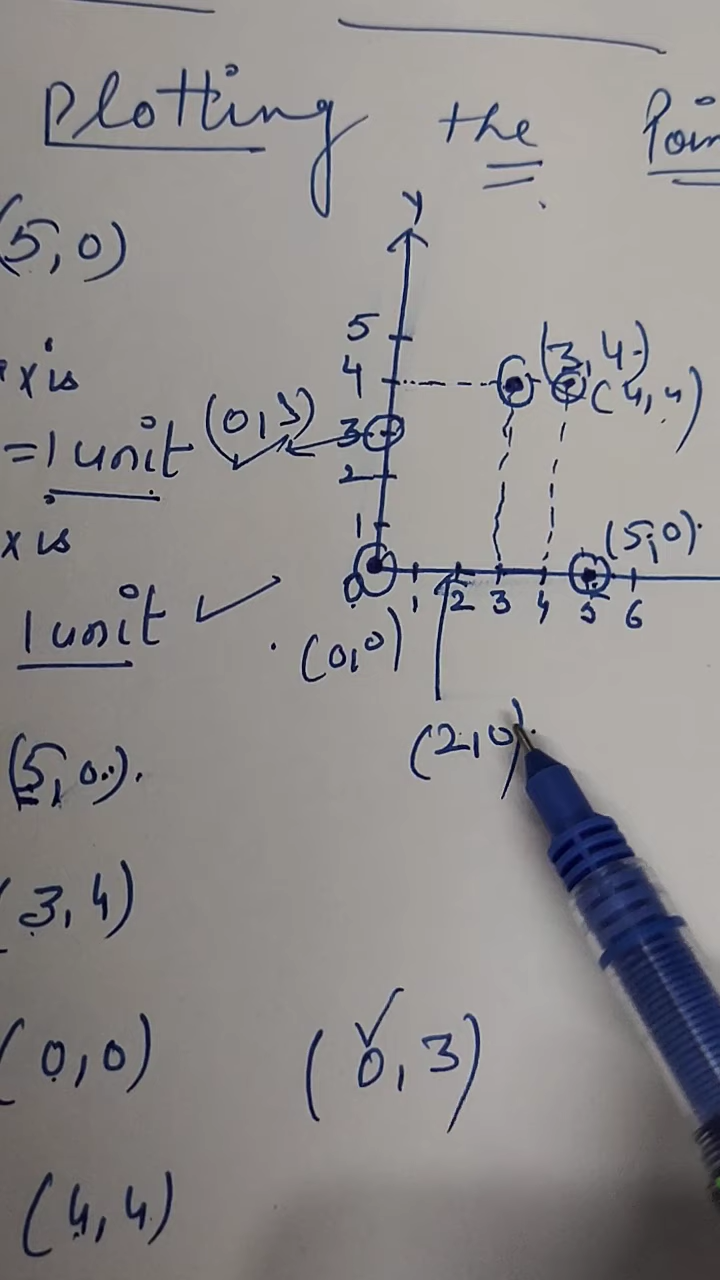 Plotting the Poin
(5,0)
Y
5
(3,4)
x is
4
(4,4)
=1 unit
(0,3)
3
2
x is
1
(5,0)
0 1 2 3 4 5 6
1 unit
(0,0)
(2,0)
(5,0).
(3,4)
(0,0) (0,3)
(4,4)